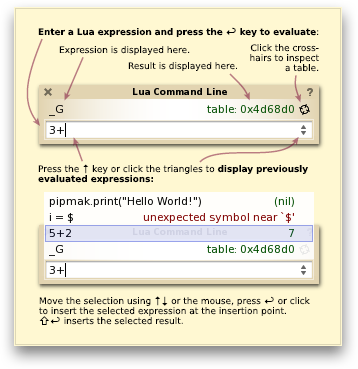 Enter a Lua expression and press the ↩ key to evaluate:
Expression is displayed here.
Result is displayed here.
Click the cross-
hairs to inspect
a table.
Lua Command Line ?
_G table: 0x4d68d0
3+
Press the ↑ key or click the triangles to display previously
evaluated expressions:
pipmak.print("Hello World!") (nil)
i = $ unexpected symbol near `$'
5+2 7
Lua Command Line
_G table: 0x4d68d0
3+
Move the selection using ↑↓ or the mouse, press ↩ or click
to insert the selected expression at the insertion point.
⇧↩ inserts the selected result.